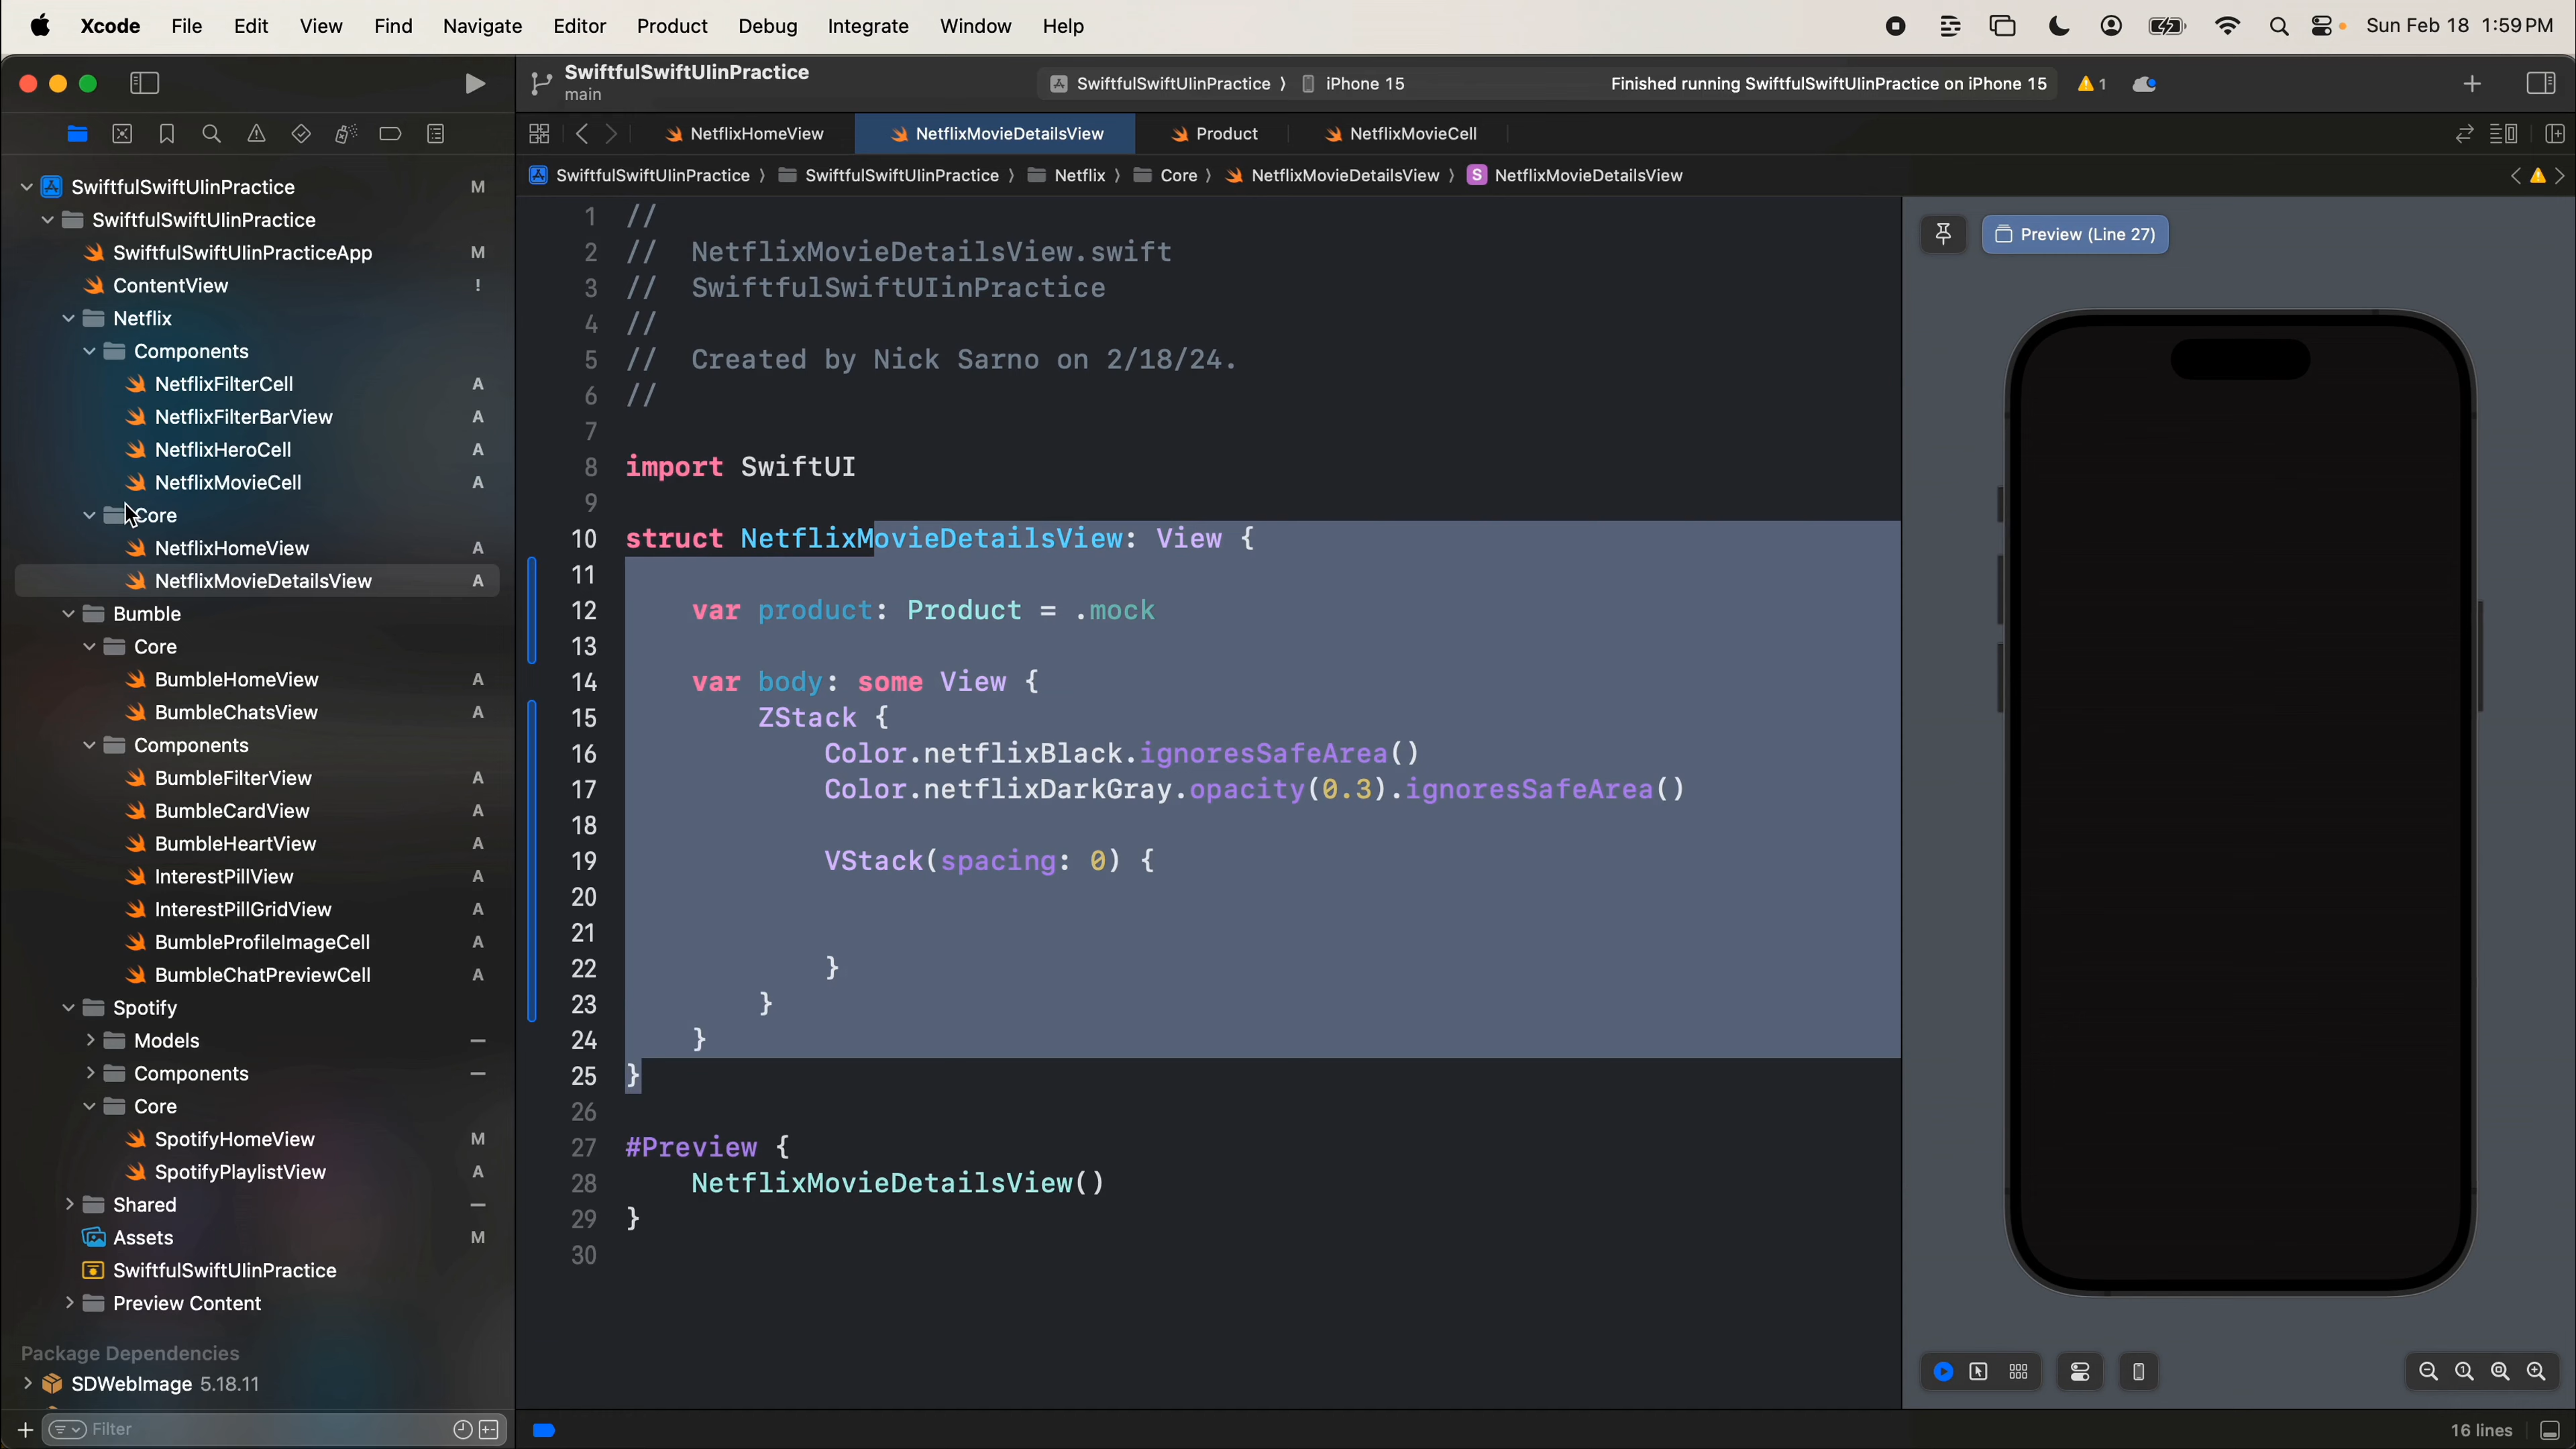 Xcode File Edit View Find Navigate Editor Product Debug Integrate Window Help Sun Feb 18 1:59 PM
SwiftfulSwiftUIinPractice
main
SwiftfulSwiftUIinPractice 〉 iPhone 15
Finished running SwiftfulSwiftUIinPractice on iPhone 15
1
NetflixHomeView NetflixMovieDetailsView Product NetflixMovieCell
SwiftfulSwiftUIinPractice 〉 SwiftfulSwiftUIinPractice 〉 Netflix 〉 Core 〉 NetflixMovieDetailsView 〉 S NetflixMovieDetailsView
SwiftfulSwiftUIinPractice M
SwiftfulSwiftUIinPractice
SwiftfulSwiftUIinPracticeApp M
ContentView !
Netflix
Components
NetflixFilterCell A
NetflixFilterBarView A
NetflixHeroCell A
NetflixMovieCell A
Core
NetflixHomeView A
NetflixMovieDetailsView A
Bumble
Core
BumbleHomeView A
BumbleChatsView A
Components
BumbleFilterView A
BumbleCardView A
BumbleHeartView A
InterestPillView A
InterestPillGridView A
BumbleProfileImageCell A
BumbleChatPreviewCell A
Spotify
Models
Components
Core
SpotifyHomeView M
SpotifyPlaylistView A
Shared
Assets M
SwiftfulSwiftUIinPractice
Preview Content
Package Dependencies
SDWebImage 5.18.11
Filter
1 //
2 //  NetflixMovieDetailsView.swift
3 //  SwiftfulSwiftUIinPractice
4 //
5 //  Created by Nick Sarno on 2/18/24.
6 //
7
8 import SwiftUI
9
10 struct NetflixMovieDetailsView: View {
11
12     var product: Product = .mock
13
14     var body: some View {
15         ZStack {
16             Color.netflixBlack.ignoresSafeArea()
17             Color.netflixDarkGray.opacity(0.3).ignoresSafeArea()
18
19             VStack(spacing: 0) {
20
21
22             }
23         }
24     }
25 }
26
27 #Preview {
28     NetflixMovieDetailsView()
29 }
30
Preview (Line 27)
16 lines